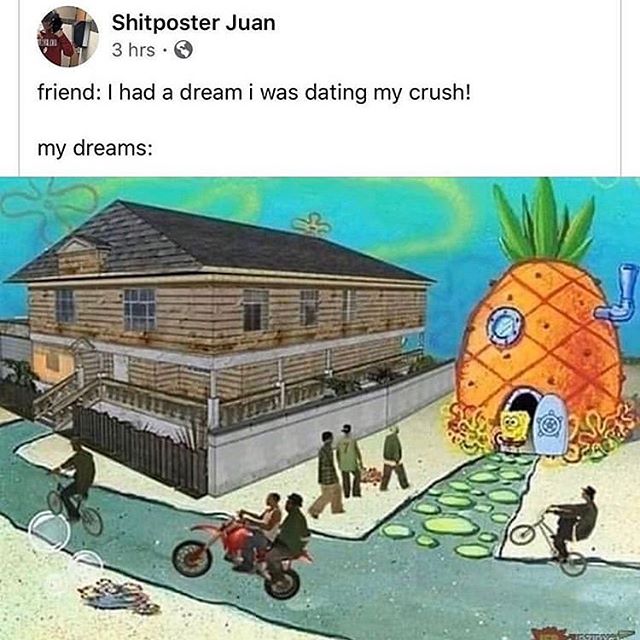 Shitposter Juan
3 hrs ·
friend: I had a dream i was dating my crush!
my dreams: